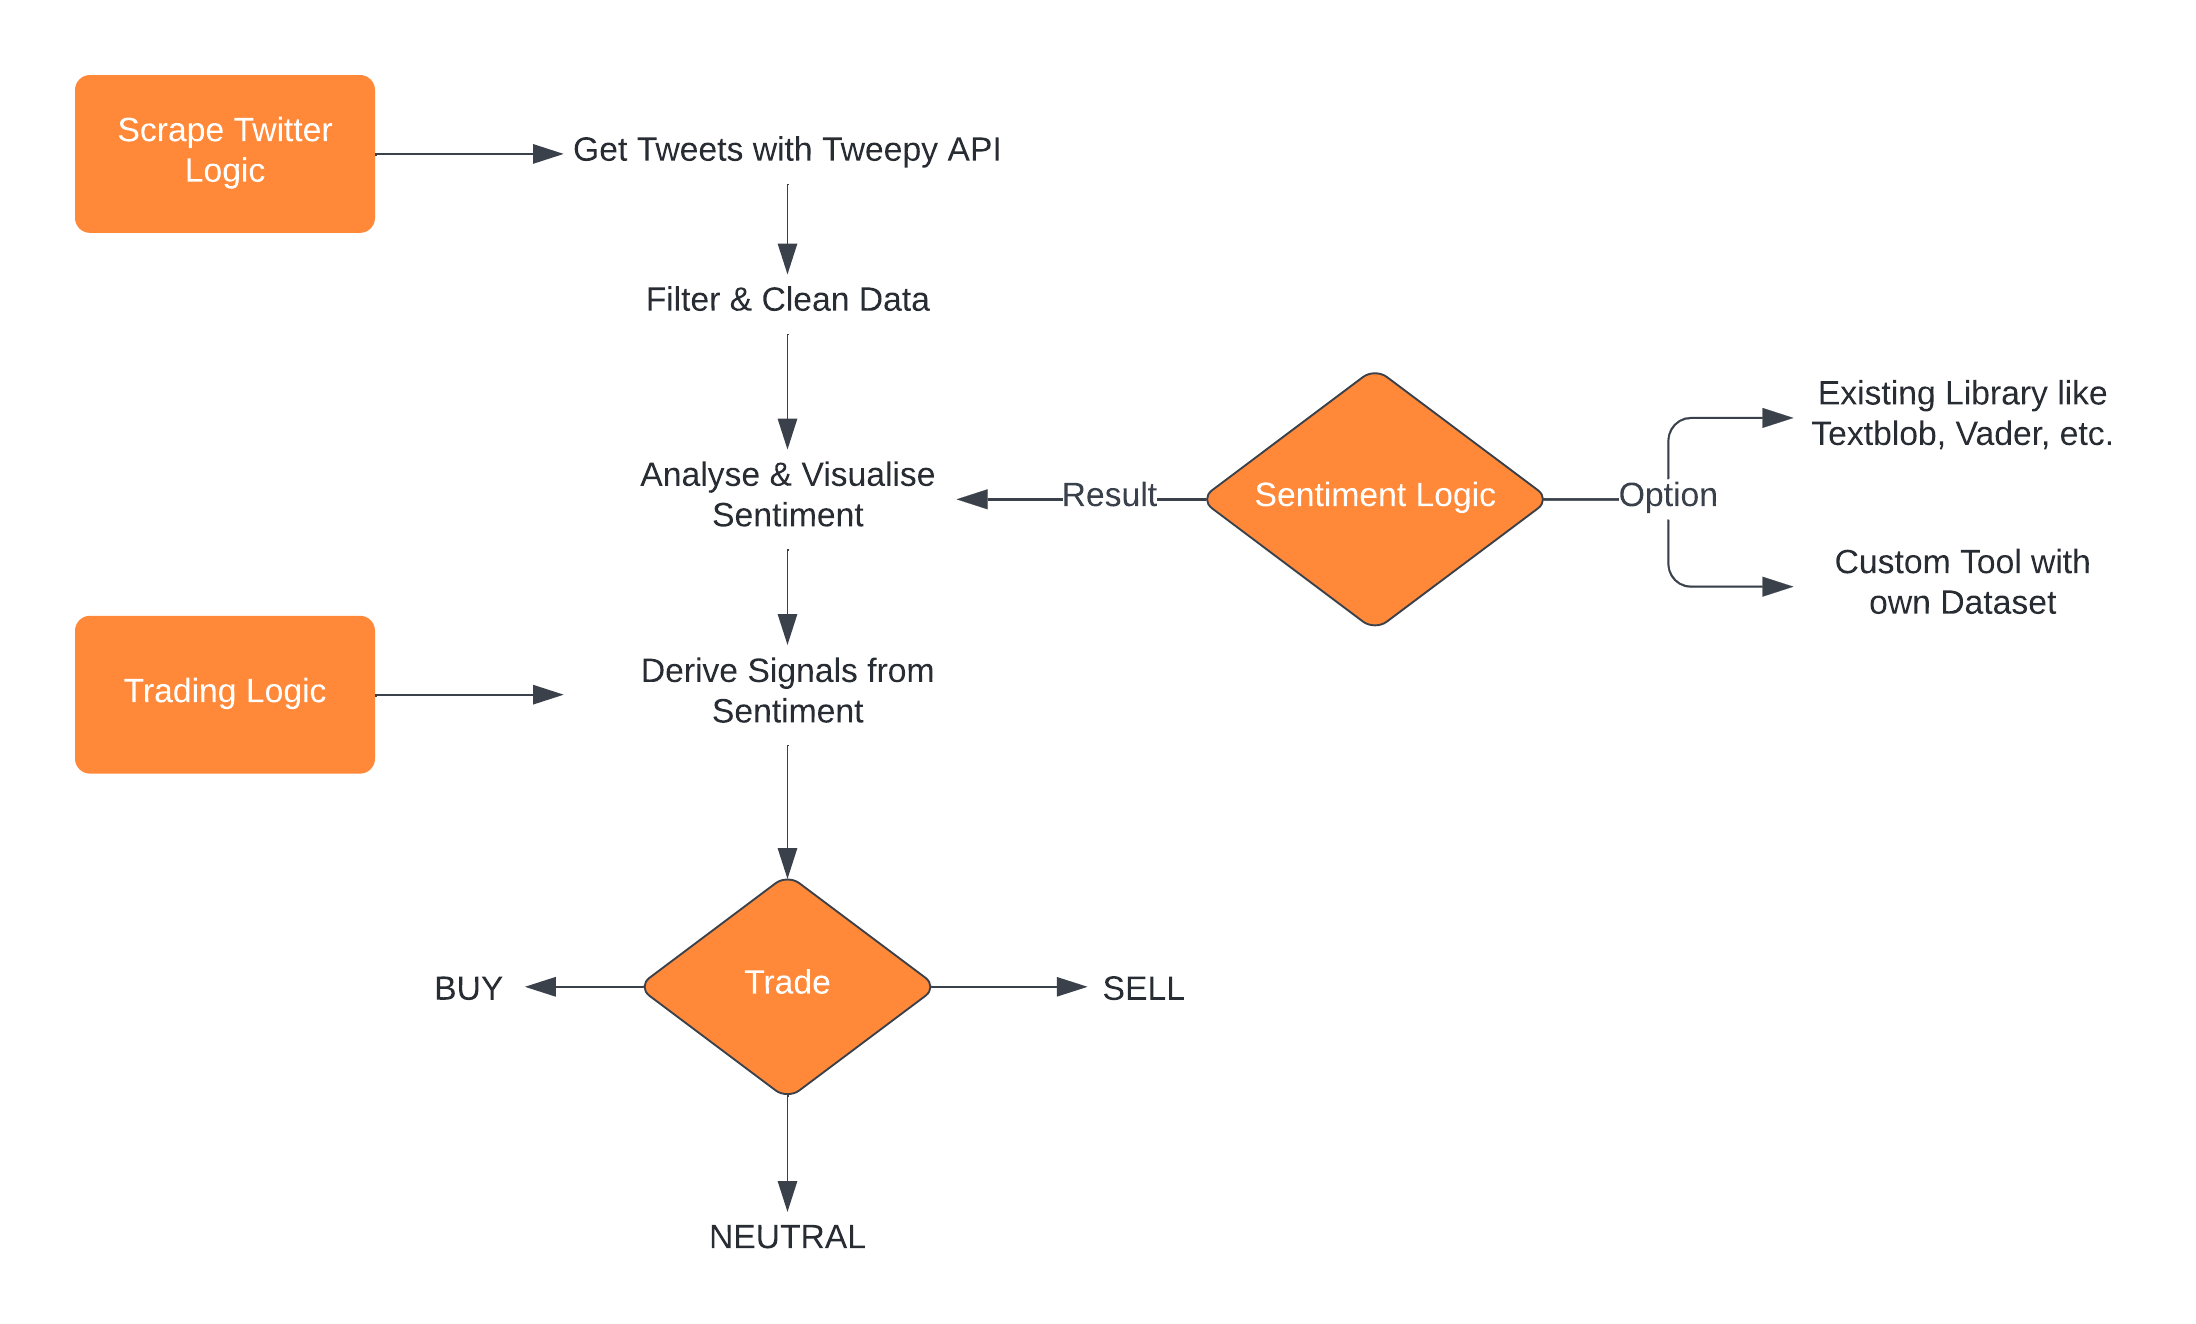 Scrape Twitter
Logic
Get Tweets with Tweepy API
Filter & Clean Data
Analyse & Visualise
Sentiment
Result
Sentiment Logic
Option
Existing Library like
Textblob, Vader, etc.
Custom Tool with
own Dataset
Trading Logic
Derive Signals from
Sentiment
Trade
BUY
SELL
NEUTRAL